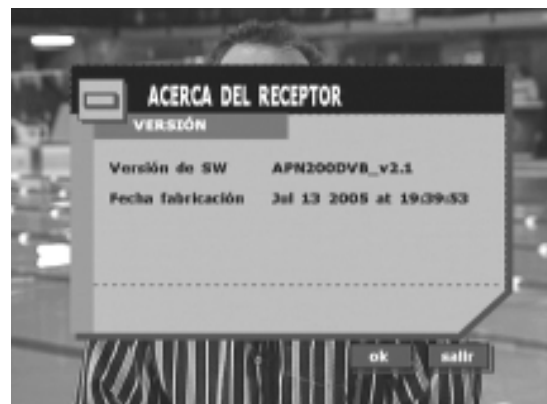 ACERCA DEL RECEPTOR
VERSIÓN
Versión de SW APN200DVB_v2.1
Fecha fabricación Jul 13 2005 at 19:39:53
ok salir